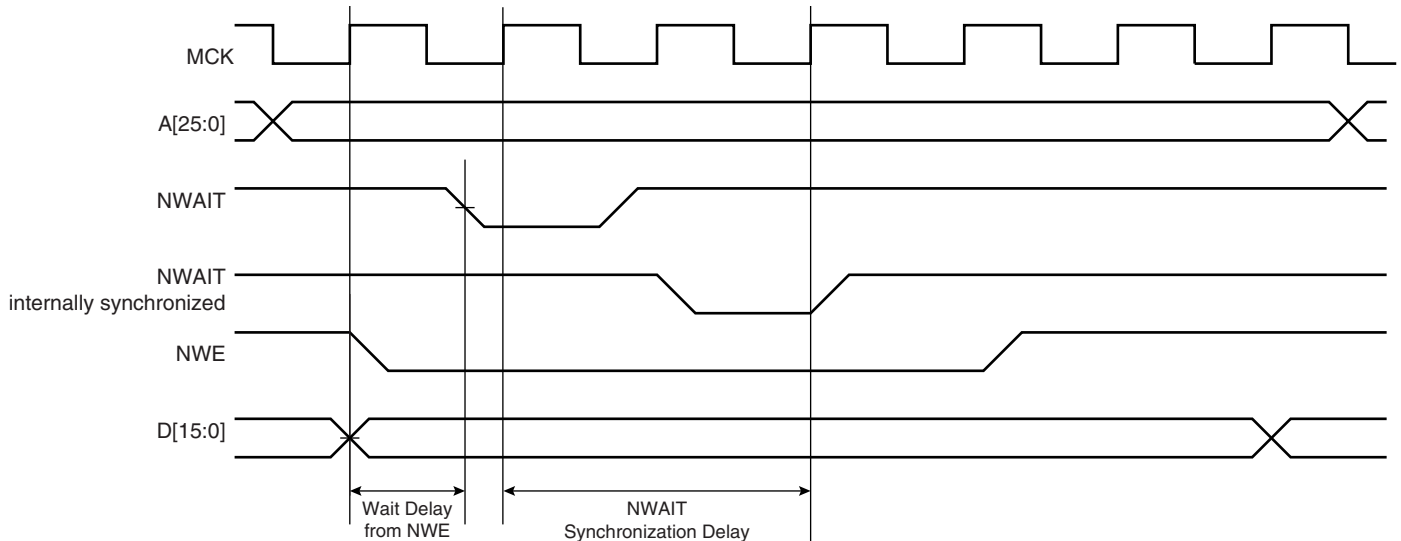 MCK
A[25:0]
NWAIT
NWAIT
internally synchronized
NWE
D[15:0]
Wait Delay
from NWE
NWAIT
Synchronization Delay